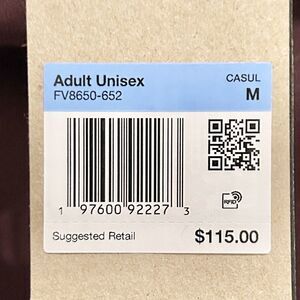 Adult Unisex CASUL
FV8650-652 M
RFID
1 97600 92227 3
Suggested Retail $115.00